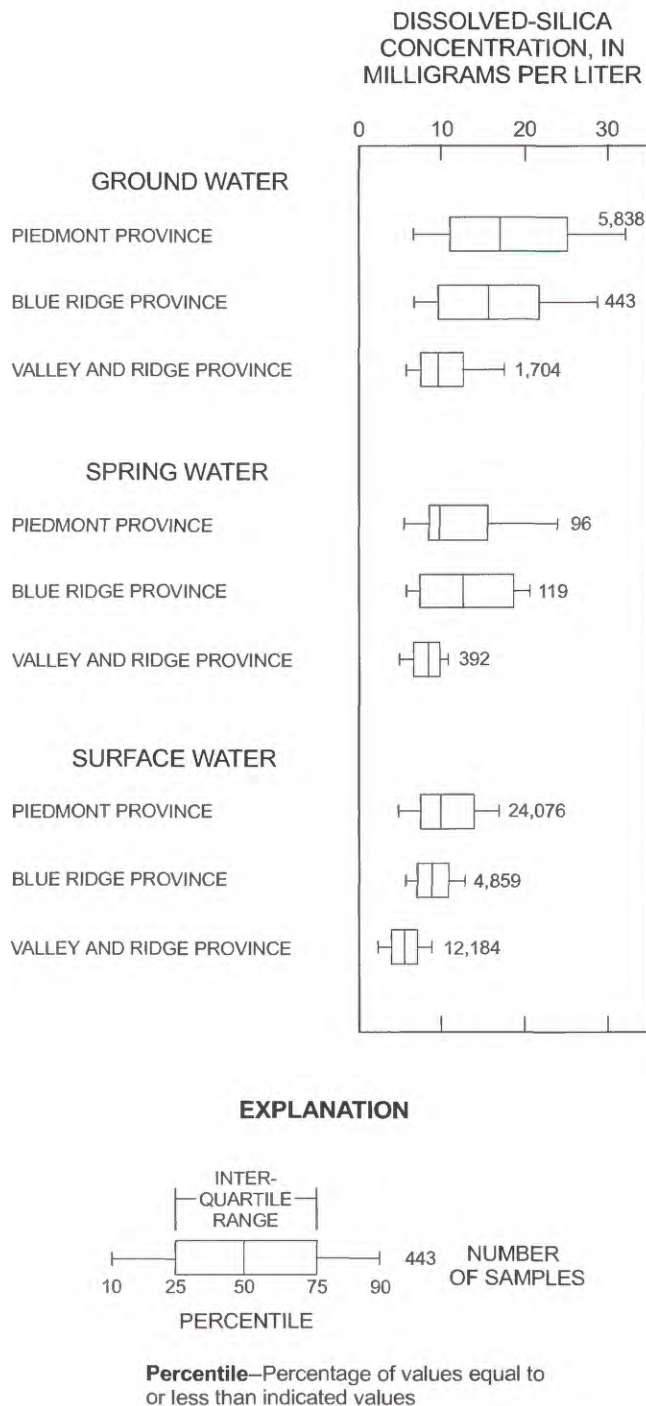 DISSOLVED-SILICA
CONCENTRATION, IN
MILLIGRAMS PER LITER
0 10 20 30
GROUND WATER
PIEDMONT PROVINCE 5,838
BLUE RIDGE PROVINCE 443
VALLEY AND RIDGE PROVINCE 1,704
SPRING WATER
PIEDMONT PROVINCE 96
BLUE RIDGE PROVINCE 119
VALLEY AND RIDGE PROVINCE 392
SURFACE WATER
PIEDMONT PROVINCE 24,076
BLUE RIDGE PROVINCE 4,859
VALLEY AND RIDGE PROVINCE 12,184
EXPLANATION
INTER-
QUARTILE
RANGE
443 NUMBER
OF SAMPLES
10 25 50 75 90
PERCENTILE
Percentile–Percentage of values equal to
or less than indicated values